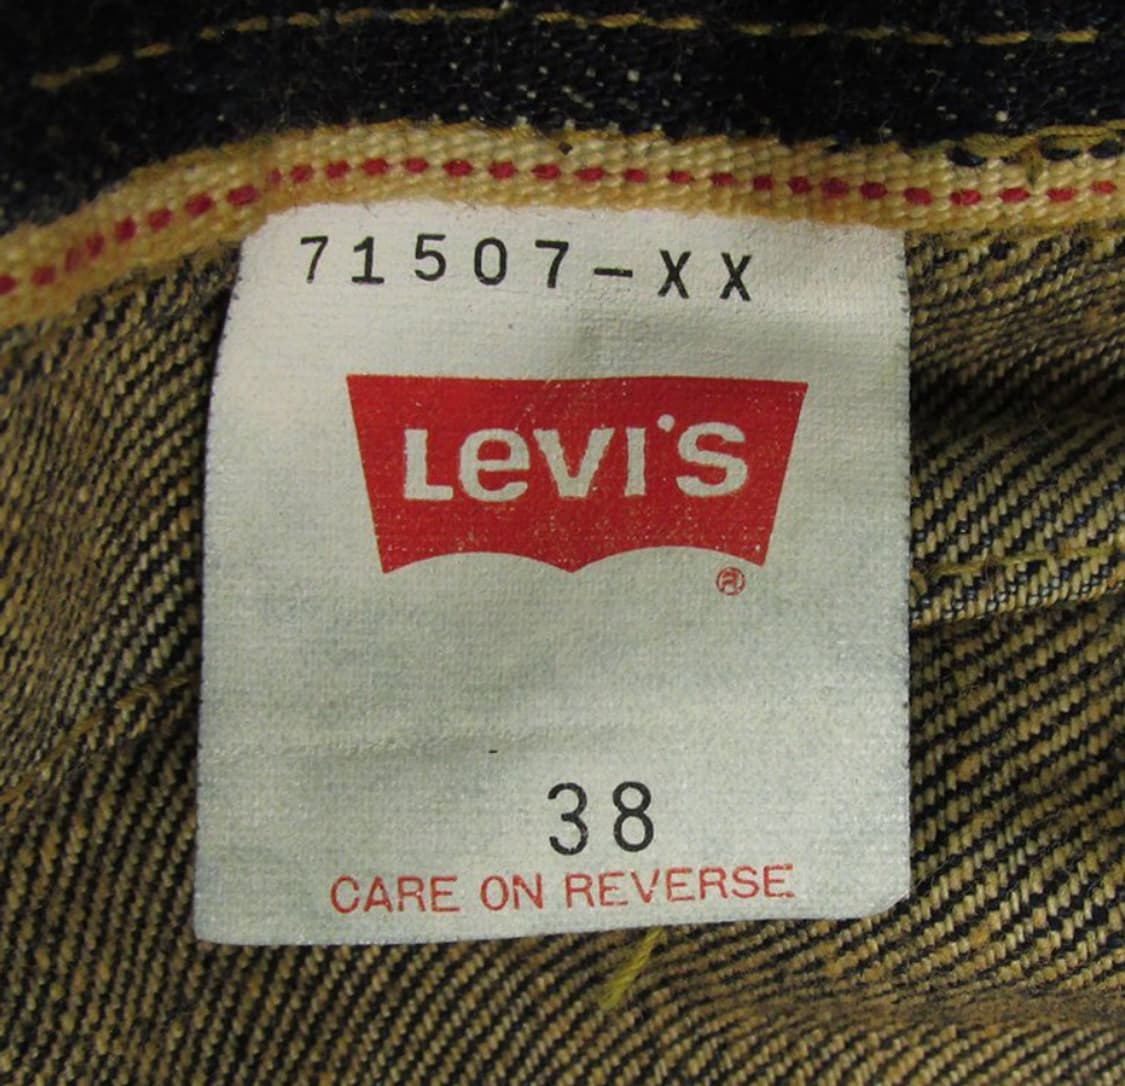 71507-XX
LEVI'S
®
38
CARE ON REVERSE